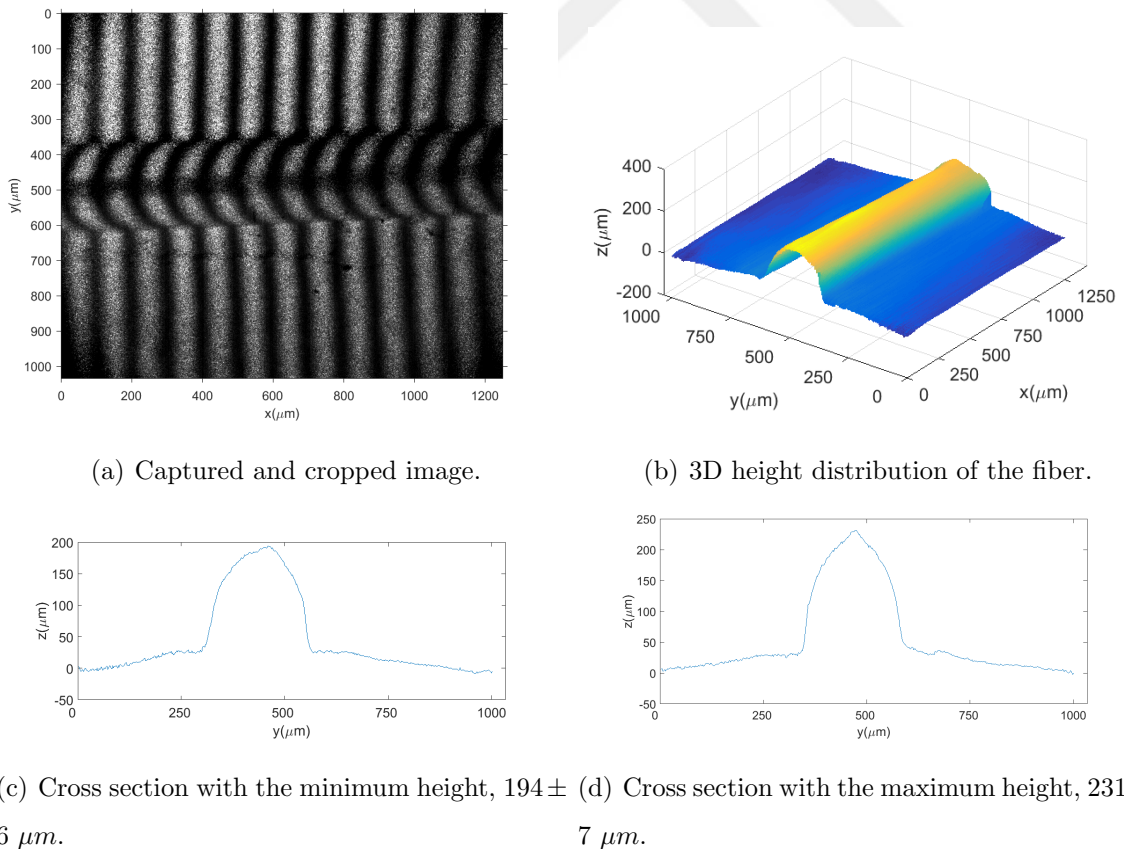 0
100
200
300
400
500
600
700
800
900
1000
y(μm)
0 200 400 600 800 1000 1200
x(μm)
400
200
0
-200
z(μm)
1000 750 500 250 0
y(μm)
0 250 500 750 1000 1250
x(μm)
(a) Captured and cropped image.
(b) 3D height distribution of the fiber.
200
150
100
50
0
-50
z(μm)
0 250 500 750 1000
y(μm)
250
200
150
100
50
0
-50
z(μm)
0 250 500 750 1000
y(μm)
(c) Cross section with the minimum height, 194±
6 μm.
(d) Cross section with the maximum height, 231
7 μm.